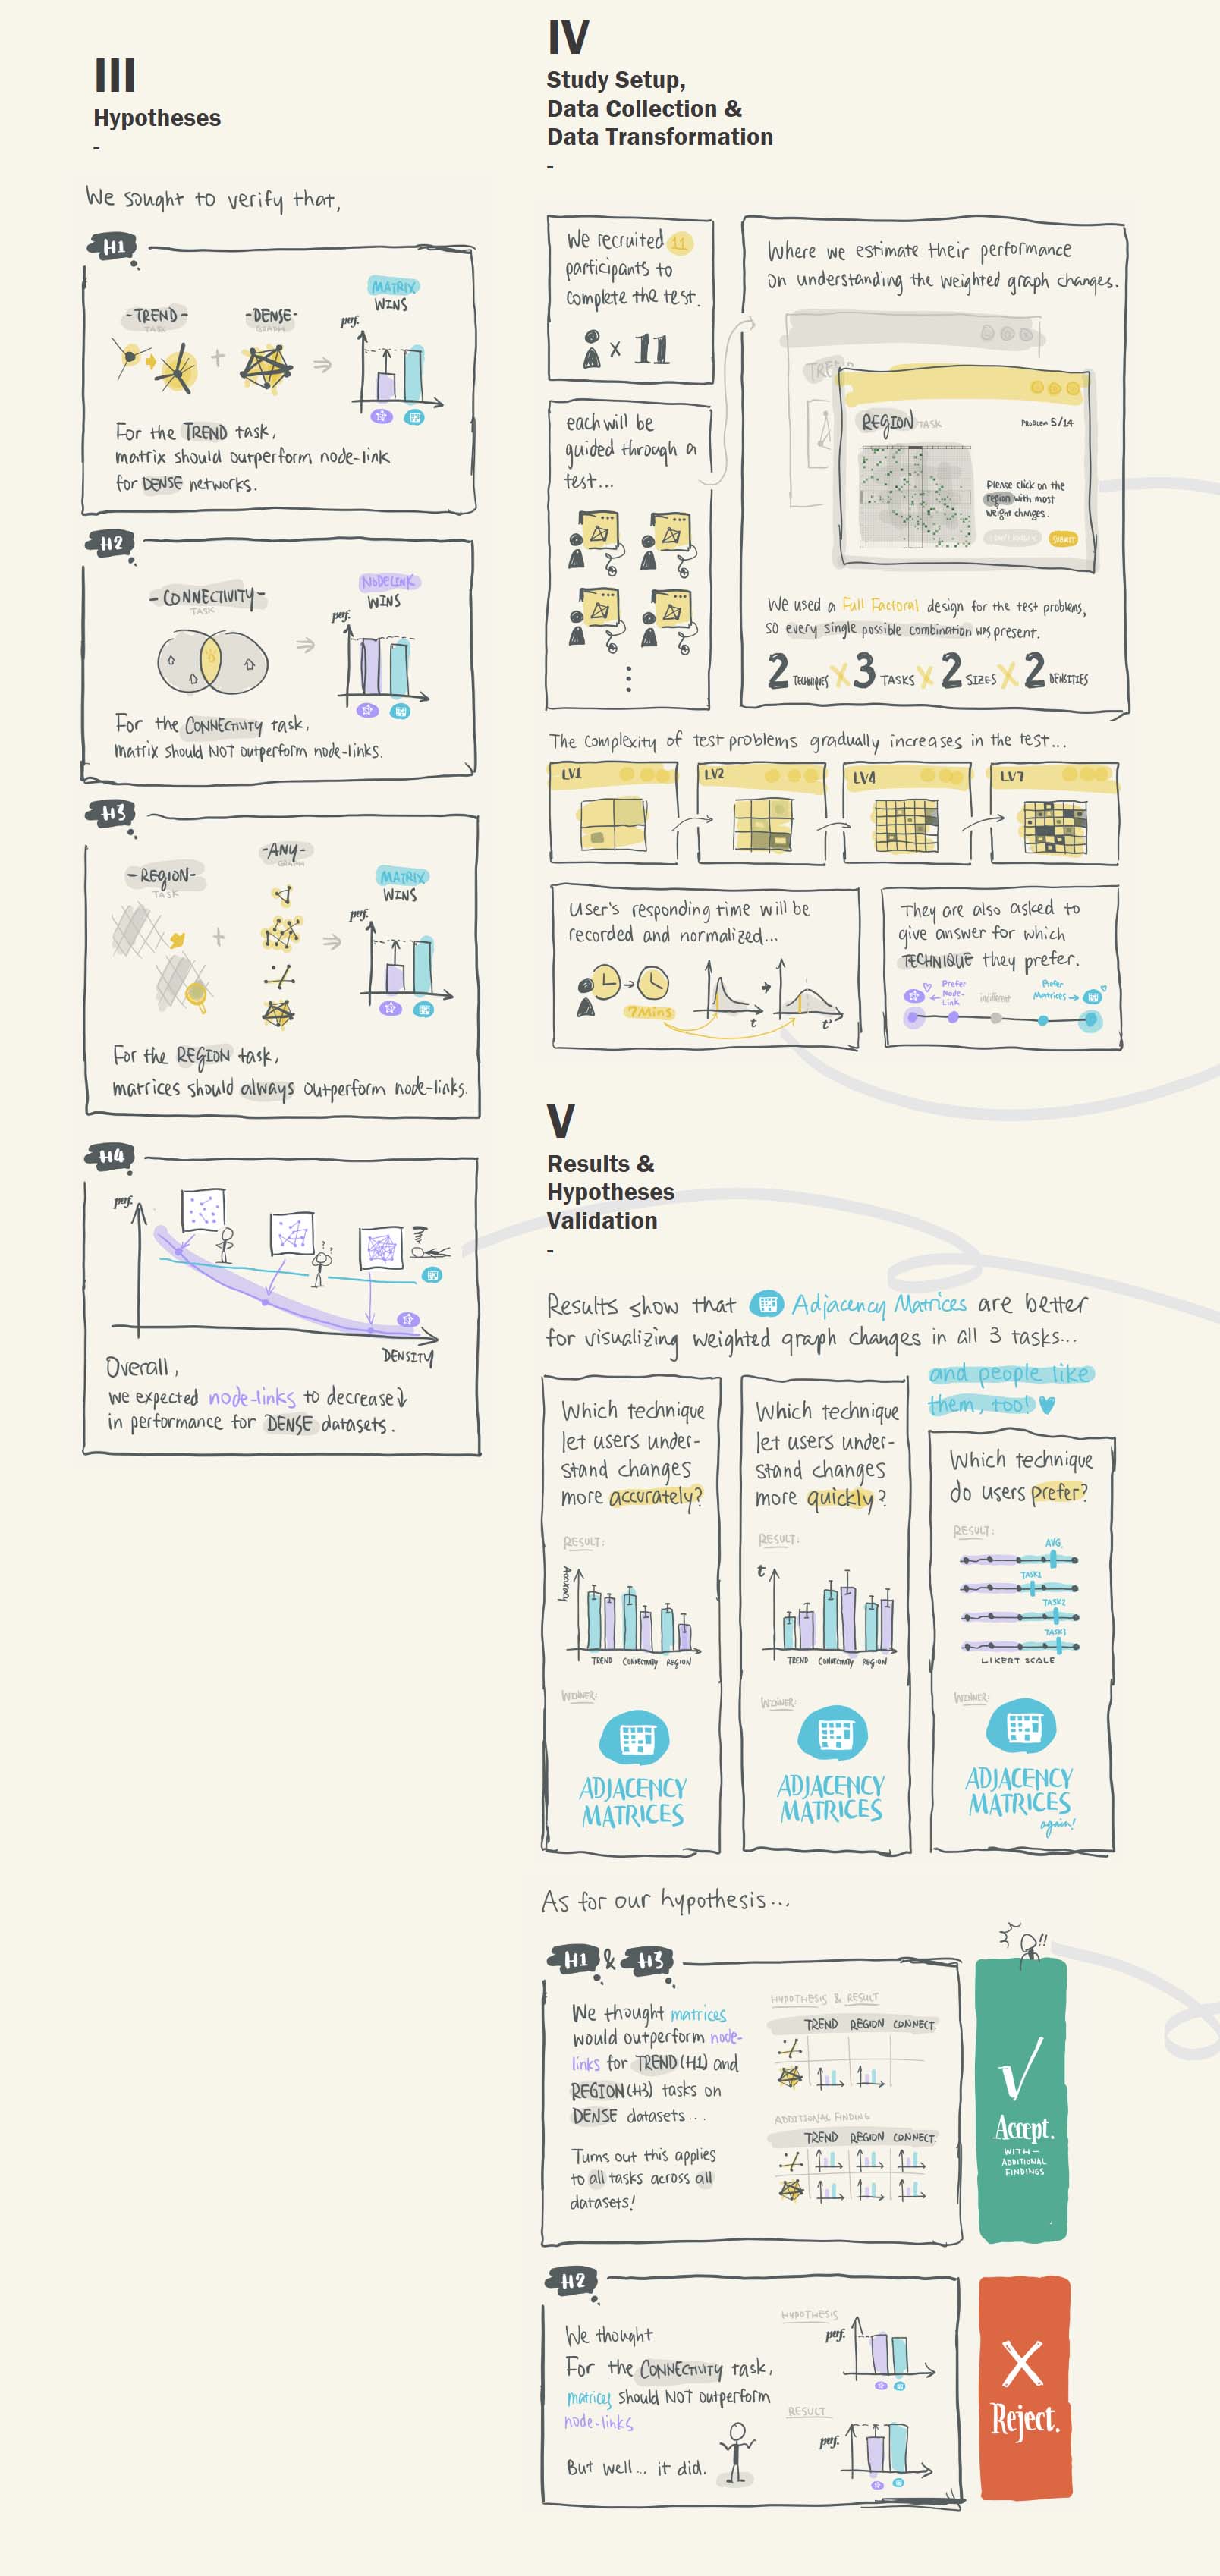 III
Hypotheses
-
We sought to verify that,
H1
-TREND-
TASK
-DENSE-
GRAPH
MATRIX
WINS
perf.
For the TREND task,
matrix should outperform node-link
for DENSE networks.
H2
-CONNECTIVITY-
TASK
NODELINK
WINS
perf.
For the CONNECTIVITY task,
matrix should NOT outperform node-links.
H3
-REGION-
TASK
-ANY-
GRAPH
MATRIX
WINS
perf.
For the REGION task,
matrices should always outperform node-links.
H4
perf.
DENSITY
Overall,
we expected node-links to decrease↓
in performance for DENSE datasets.
IV
Study Setup,
Data Collection &
Data Transformation
-
We recruited 11
participants to
complete the test.
x 11
each will be
guided through a
test...
Where we estimate their performance
on understanding the weighted graph changes.
TREND
REGION TASK
PROBLEM 5/14
Please click on the
region with most
weight changes.
SUBMIT
We used a Full Factoral design for the test problems,
so every single possible combination was present.
2 TECHNIQUES X 3 TASKS X 2 SIZES X 2 DENSITIES
The complexity of test problems gradually increases in the test...
LV1
LV2
LV4
LV7
User's responding time will be
recorded and normalized...
7Mins
t
t'
They are also asked to
give answer for which
TECHNIQUE they prefer.
Prefer
Node-
Link
indifferent
Prefer
Matrices
V
Results &
Hypotheses
Validation
-
Results show that Adjacency Matrices are better
for visualizing weighted graph changes in all 3 tasks...
and people like
them, too! ♥
Which technique
let users under-
stand changes
more accurately?
RESULT:
Accuracy
TREND CONNECTIVITY REGION
WINNER:
ADJACENCY
MATRICES
Which technique
let users under-
stand changes
more quickly?
RESULT:
t
TREND CONNECTIVITY REGION
WINNER:
ADJACENCY
MATRICES
Which technique
do users prefer?
RESULT:
AVG.
TASK1
TASK2
TASK3
LIKERT SCALE
WINNER:
ADJACENCY
MATRICES
again!
As for our hypothesis...
H1 & H3
We thought matrices
would outperform node-
links for TREND(H1) and
REGION(H3) tasks on
DENSE datasets...
Turns out this applies
to all tasks across all
datasets!
HYPOTHESIS & RESULT
TREND REGION CONNECT.
ADDITIONAL FINDING
TREND REGION CONNECT.
!!
Accept.
WITH—
ADDITIONAL
FINDINGS
H2
We thought
For the CONNECTIVITY task,
matrices should NOT outperform
node-links
But well... it did.
HYPOTHESIS
perf.
RESULT
perf.
Reject.